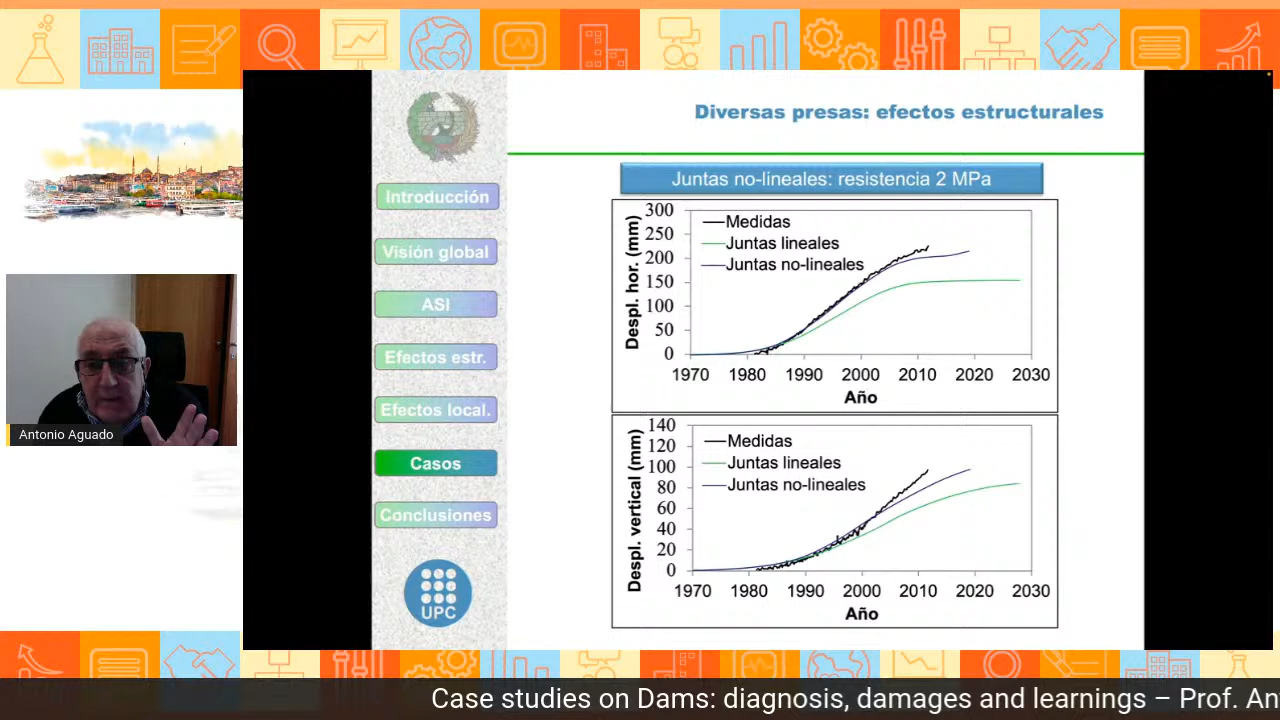 Diversas presas: efectos estructurales
Introducción
Visión global
ASI
Efectos estr.
Efectos local.
Casos
Conclusiones
UPC
Juntas no-lineales: resistencia 2 MPa
Despl. hor. (mm)
300
250
200
150
100
50
0
Medidas
Juntas lineales
Juntas no-lineales
1970 1980 1990 2000 2010 2020 2030
Año
Despl. vertical (mm)
140
120
100
80
60
40
20
0
Medidas
Juntas lineales
Juntas no-lineales
1970 1980 1990 2000 2010 2020 2030
Año
Antonio Aguado
Case studies on Dams: diagnosis, damages and learnings – Prof. An